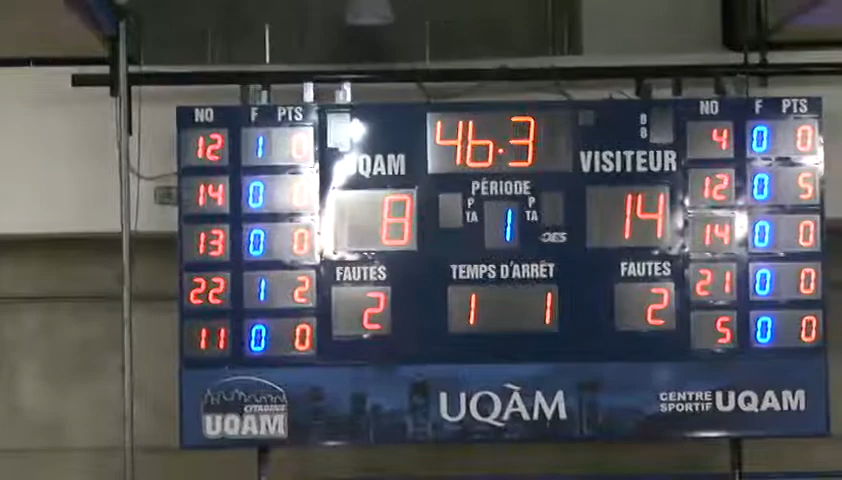 NO F PTS
46.3
NO F PTS
12 1 0
UQAM
VISITEUR
4 0 0
14 0 0
8
PÉRIODE
P TA
1
P TA
14
12 0 5
13 0 0
14 0 0
22 1 2
FAUTES
2
TEMPS D'ARRÊT
1 1
FAUTES
2
21 0 0
11 0 0
5 0 0
CITADINS
UQAM
UQÀM
CENTRE
SPORTIF UQAM